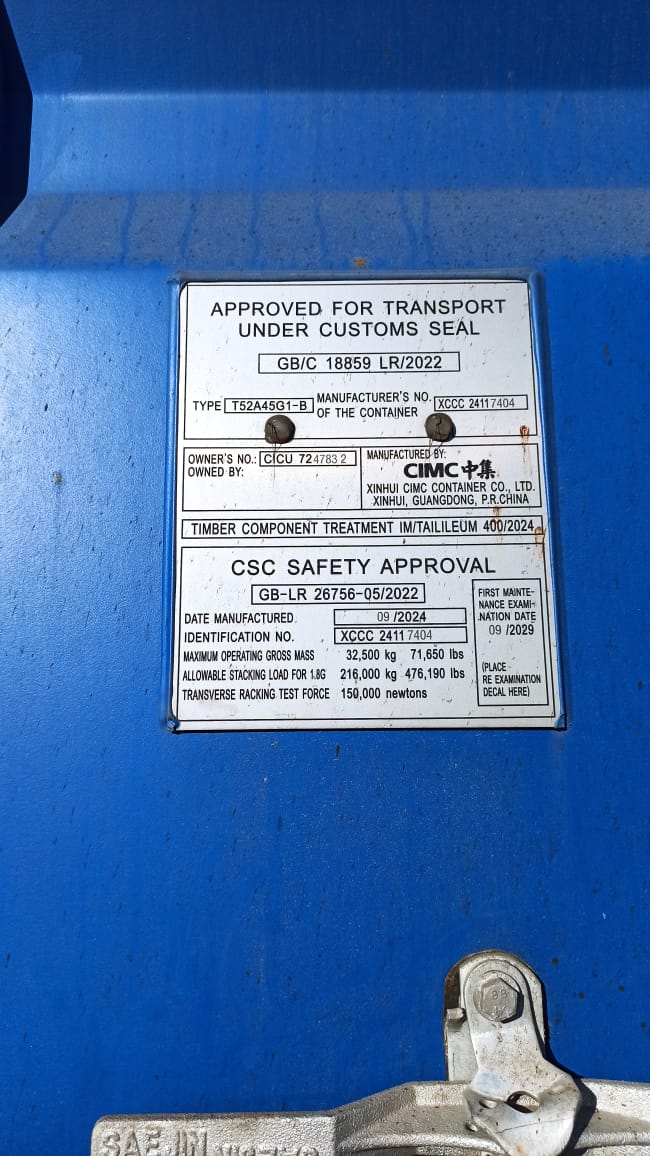 APPROVED FOR TRANSPORT
UNDER CUSTOMS SEAL
GB/C 18859 LR/2022
TYPE T52A45G1-B
MANUFACTURER'S NO. OF THE CONTAINER XCCC 24117404
OWNER'S NO.: CICU 724783 2
OWNED BY:
MANUFACTURED BY:
CIMC 中集
XINHUI CIMC CONTAINER CO., LTD.
XINHUI, GUANGDONG, P.R.CHINA
TIMBER COMPONENT TREATMENT IM/TAILILEUM 400/2024
CSC SAFETY APPROVAL
GB-LR 26756-05/2022
DATE MANUFACTURED 09 /2024
IDENTIFICATION NO. XCCC 24117404
MAXIMUM OPERATING GROSS MASS 32,500 kg 71,650 lbs
ALLOWABLE STACKING LOAD FOR 1.8G 216,000 kg 476,190 lbs
TRANSVERSE RACKING TEST FORCE 150,000 newtons
FIRST MAINTE-
NANCE EXAMI-
NATION DATE
09 /2029
(PLACE
RE EXAMINATION
DECAL HERE)
88
SAE JIN